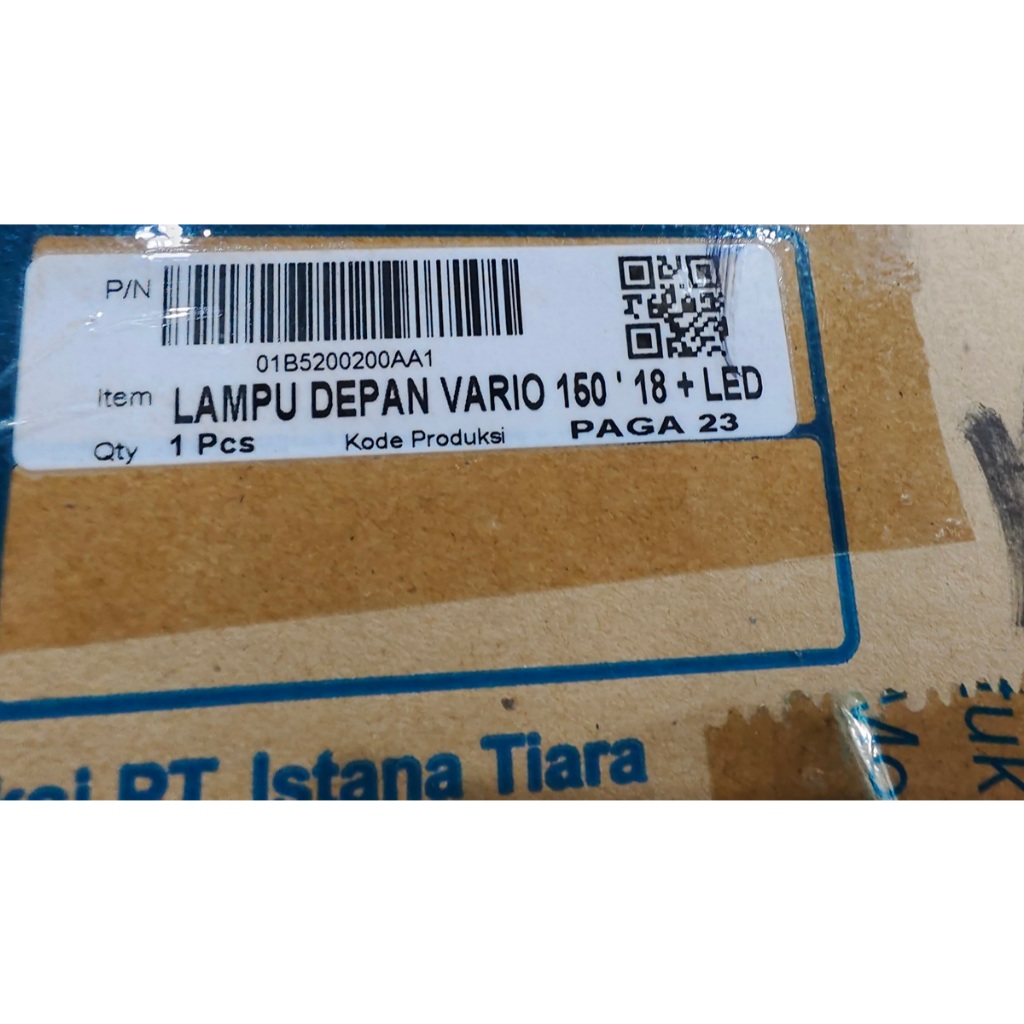 P/N
01B5200200AA1
Item LAMPU DEPAN VARIO 150 ' 18 + LED
Qty 1 Pcs Kode Produksi PAGA 23
PT. Istana Tiara